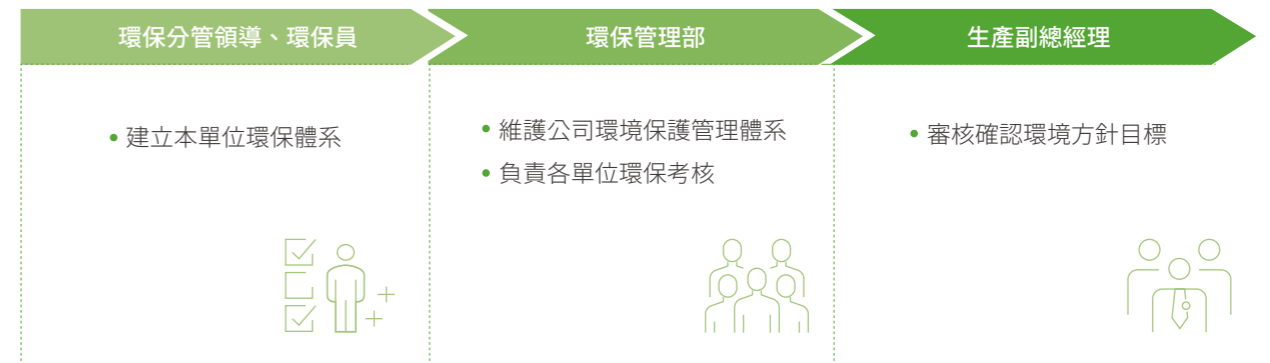 環保分管領導、環保員
環保管理部
生產副總經理
• 建立本單位環保體系
• 維護公司環境保護管理體系
• 負責各單位環保考核
• 審核確認環境方針目標